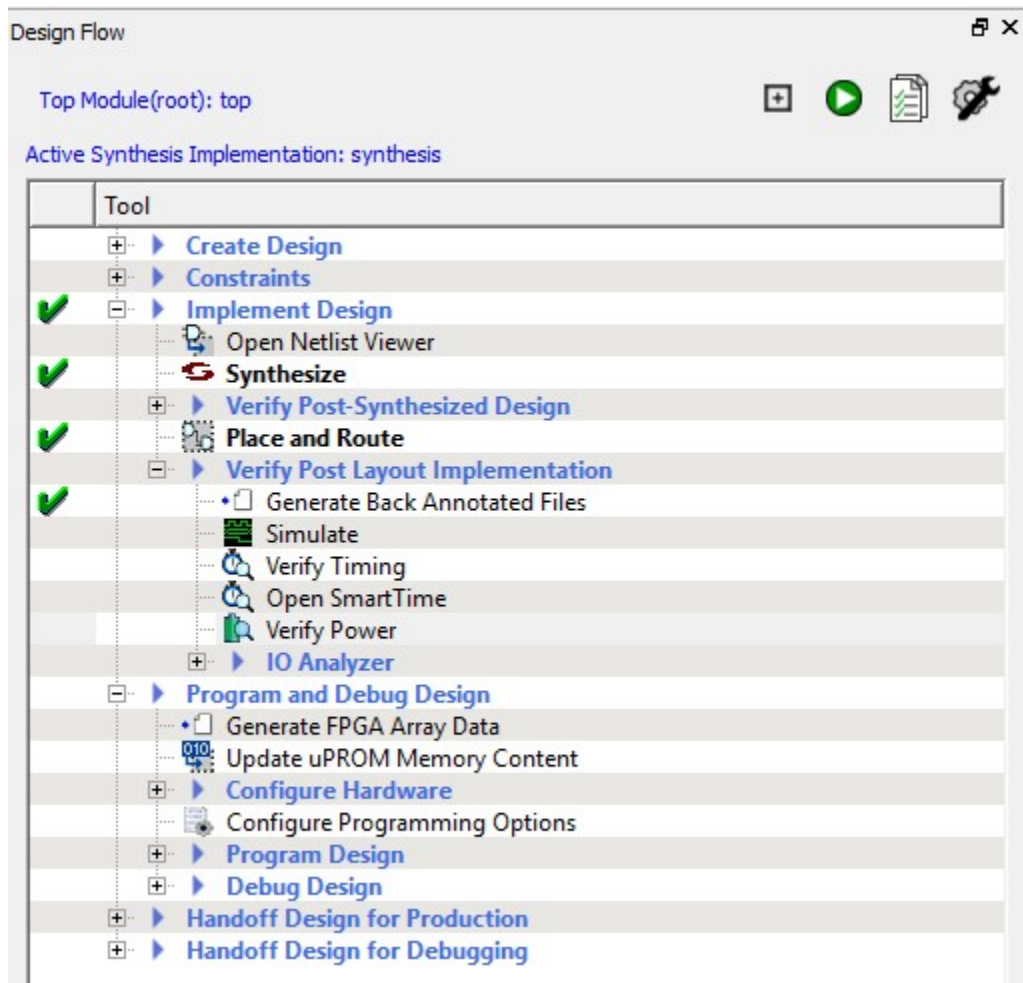 Design Flow
Top Module(root): top
Active Synthesis Implementation: synthesis
Tool
Create Design
Constraints
Implement Design
Open Netlist Viewer
Synthesize
Verify Post-Synthesized Design
Place and Route
Verify Post Layout Implementation
Generate Back Annotated Files
Simulate
Verify Timing
Open SmartTime
Verify Power
IO Analyzer
Program and Debug Design
Generate FPGA Array Data
010
Update uPROM Memory Content
Configure Hardware
Configure Programming Options
Program Design
Debug Design
Handoff Design for Production
Handoff Design for Debugging